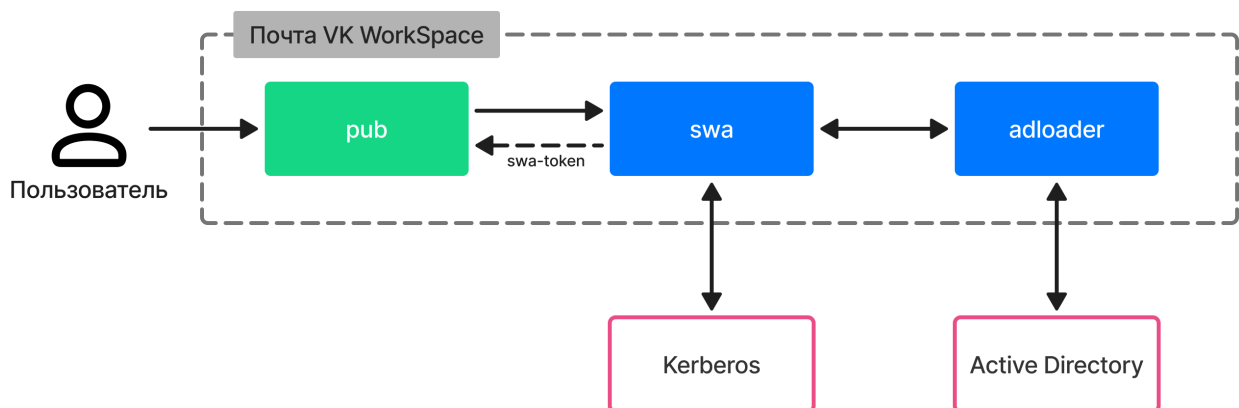 Почта VK WorkSpace
pub
swa
adloader
swa-token
Пользователь
Kerberos
Active Directory